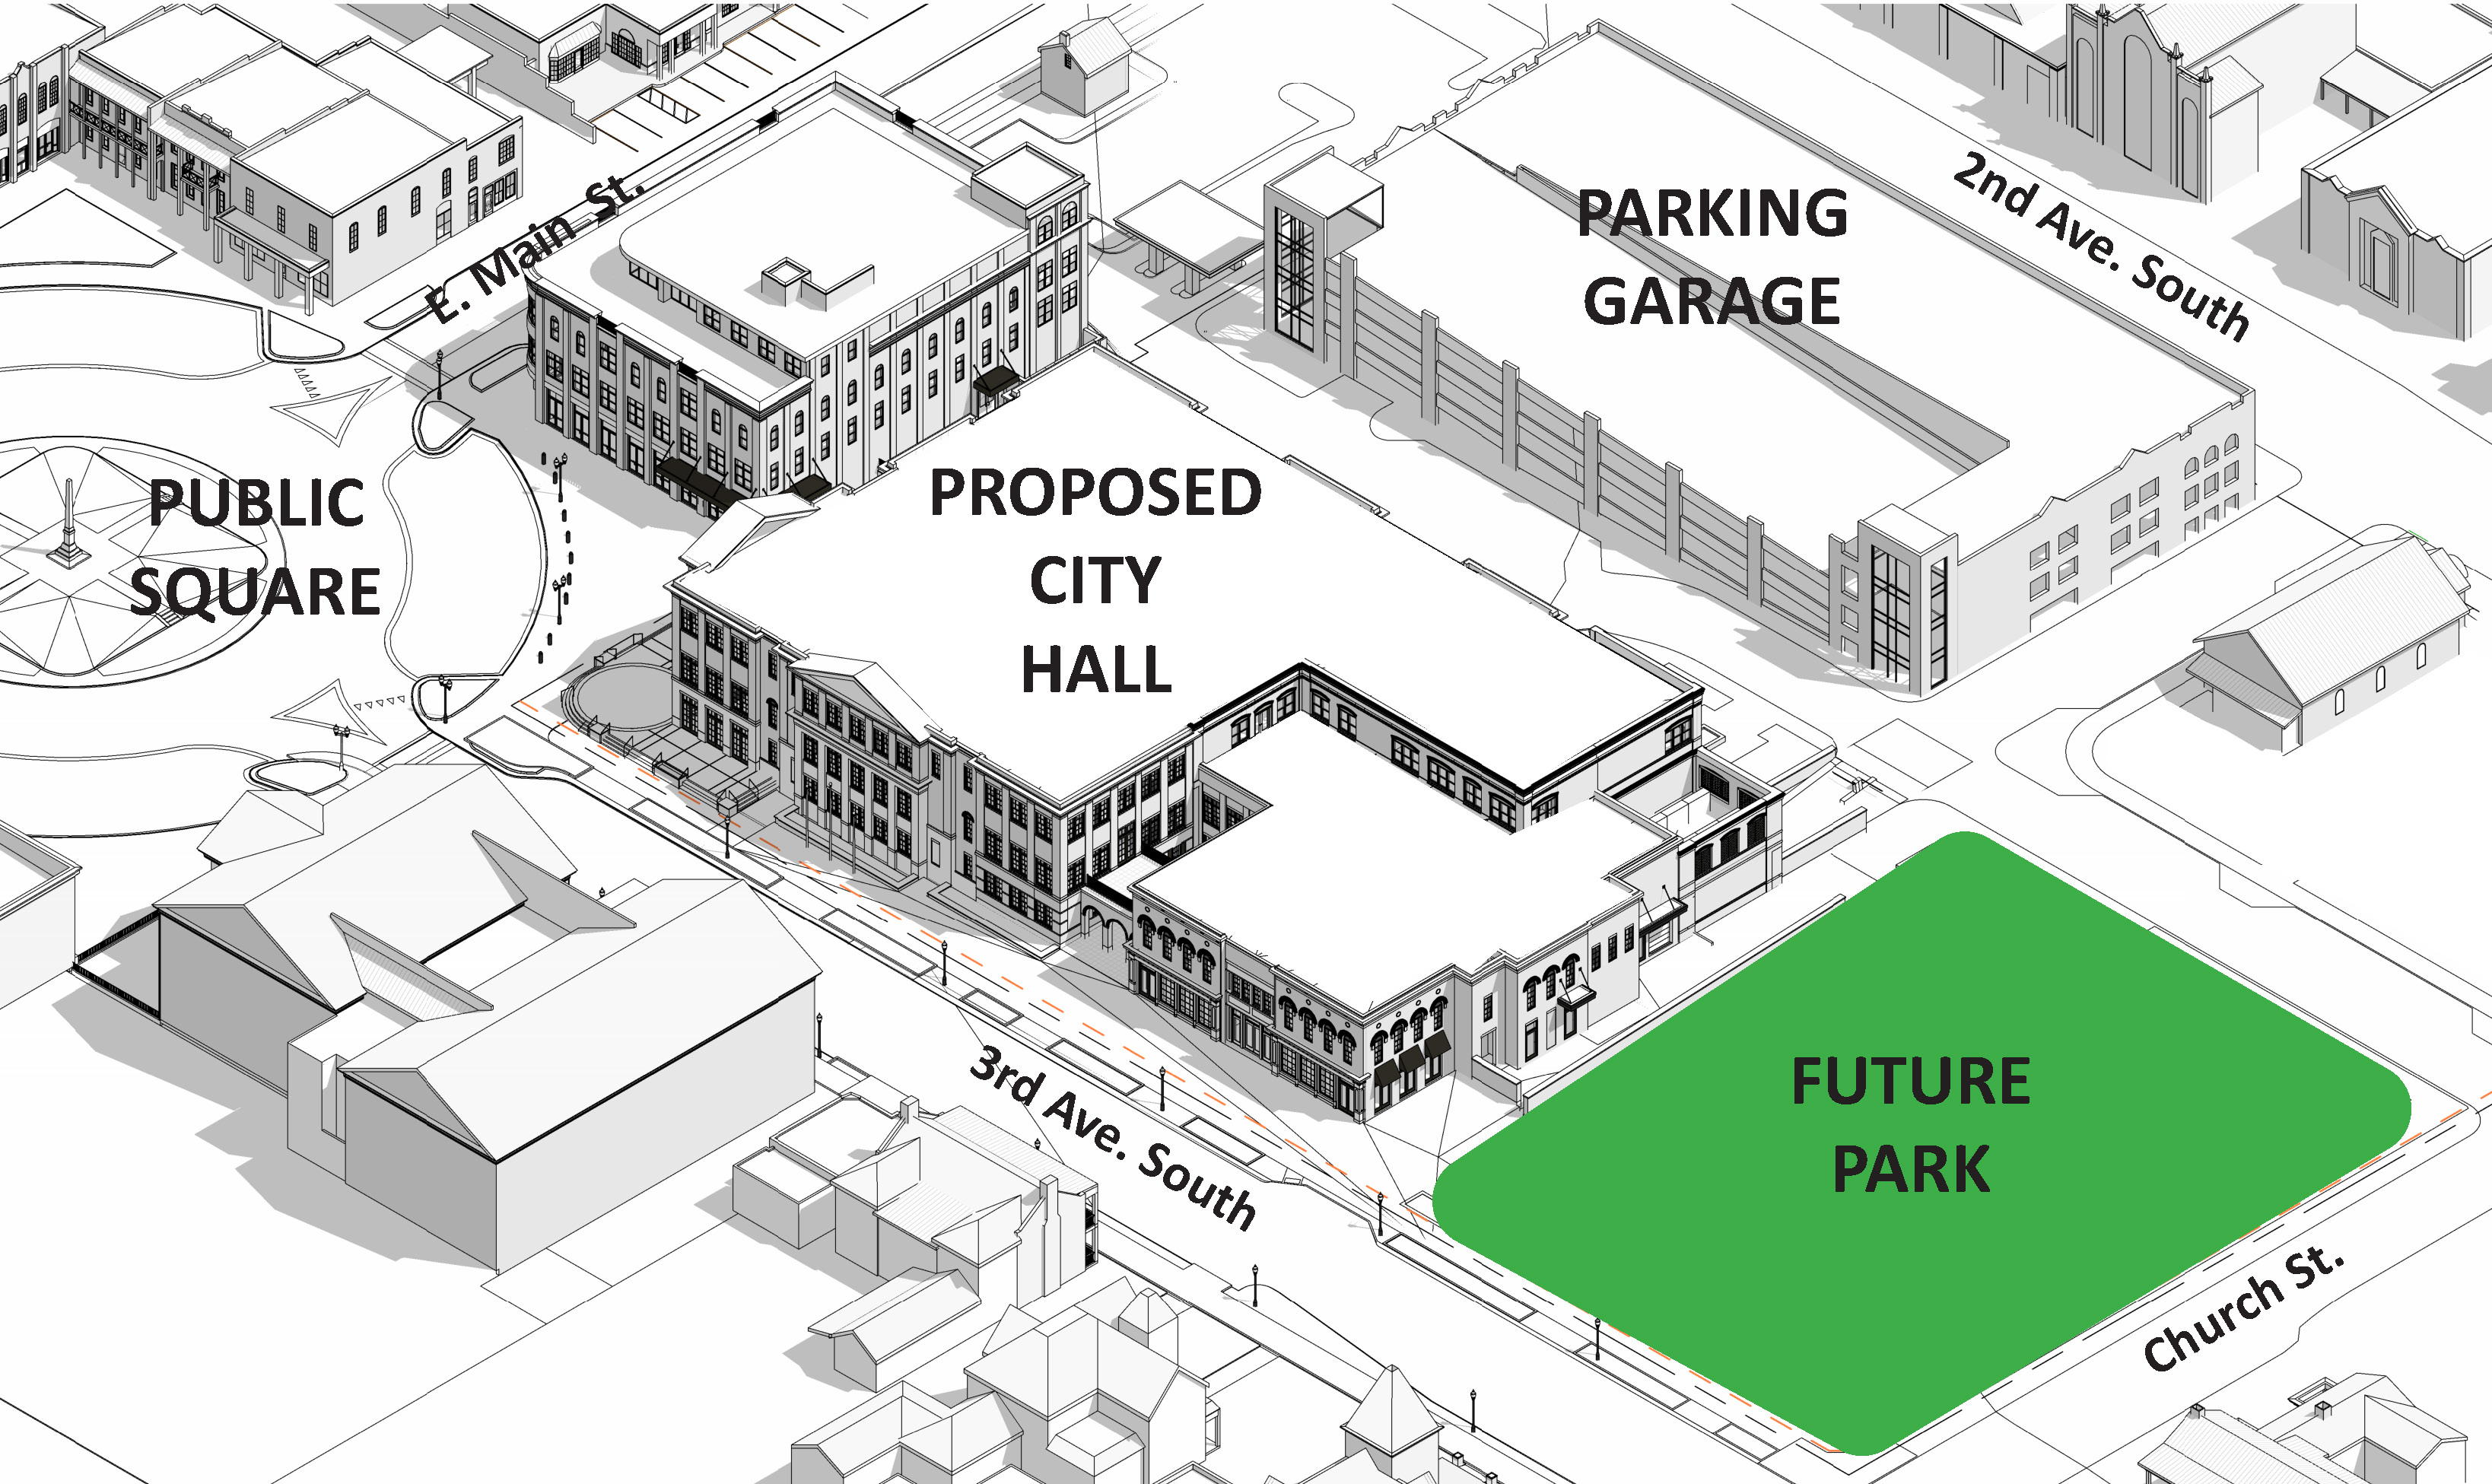 2nd Ave. South
PARKING
GARAGE
E. Main St.
PUBLIC
SQUARE
PROPOSED
CITY
HALL
3rd Ave. South
FUTURE
PARK
Church St.